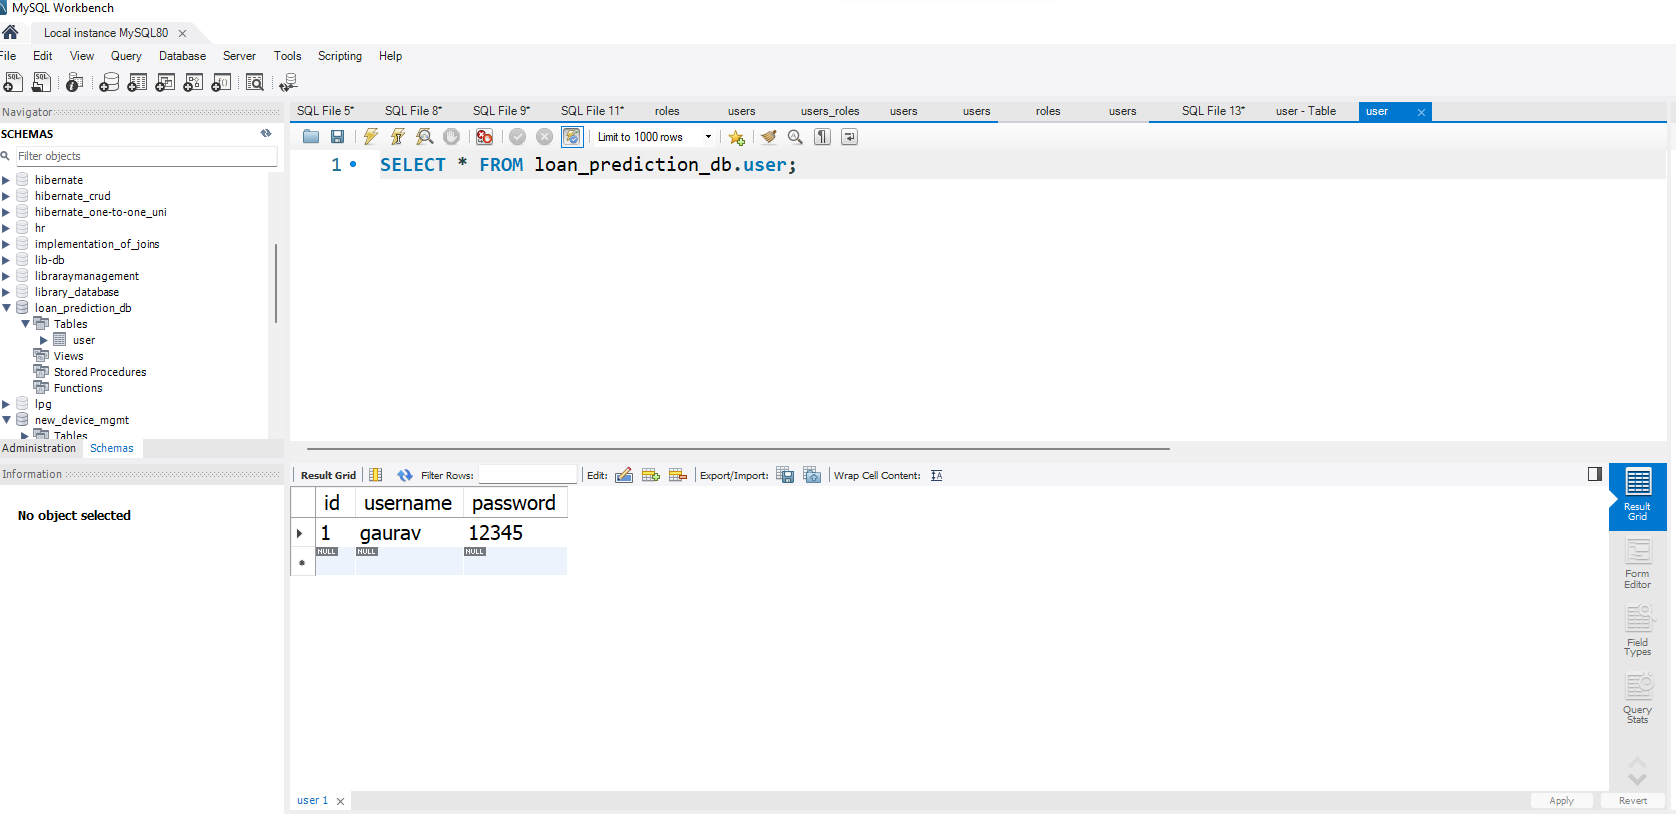 MySQL Workbench
Local instance MySQL80
File Edit View Query Database Server Tools Scripting Help
Navigator
SCHEMAS
Filter objects
hibernate
hibernate_crud
hibernate_one-to-one_uni
hr
implementation_of_joins
lib-db
libraraymanagement
library_database
loan_prediction_db
Tables
user
Views
Stored Procedures
Functions
lpg
new_device_mgmt
Tables
Administration Schemas
Information
No object selected
SQL File 5* SQL File 8* SQL File 9* SQL File 11* roles users users_roles users users roles users SQL File 13* user - Table user
Limit to 1000 rows
1 SELECT * FROM loan_prediction_db.user;
Result Grid Filter Rows: Edit: Export/Import: Wrap Cell Content:
id username password
1 gaurav 12345
NULL NULL NULL
Result
Grid
Form
Editor
Field
Types
Query
Stats
user 1
Apply Revert